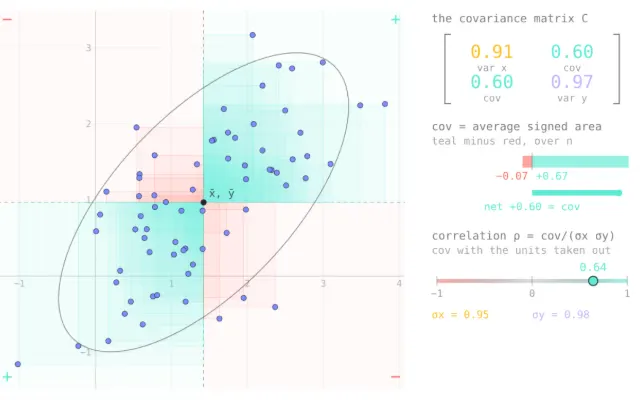 − +
the covariance matrix C
3
0.91 0.60
var x cov
0.60 0.97
cov var y
2
cov = average signed area
teal minus red, over n
−0.07 +0.67
1
x̄, ȳ
net +0.60 = cov
correlation ρ = cov/(σx σy)
cov with the units taken out
0.64
−1 1 2 3 4
−1 0 1
σx = 0.95 σy = 0.98
−1
+ −